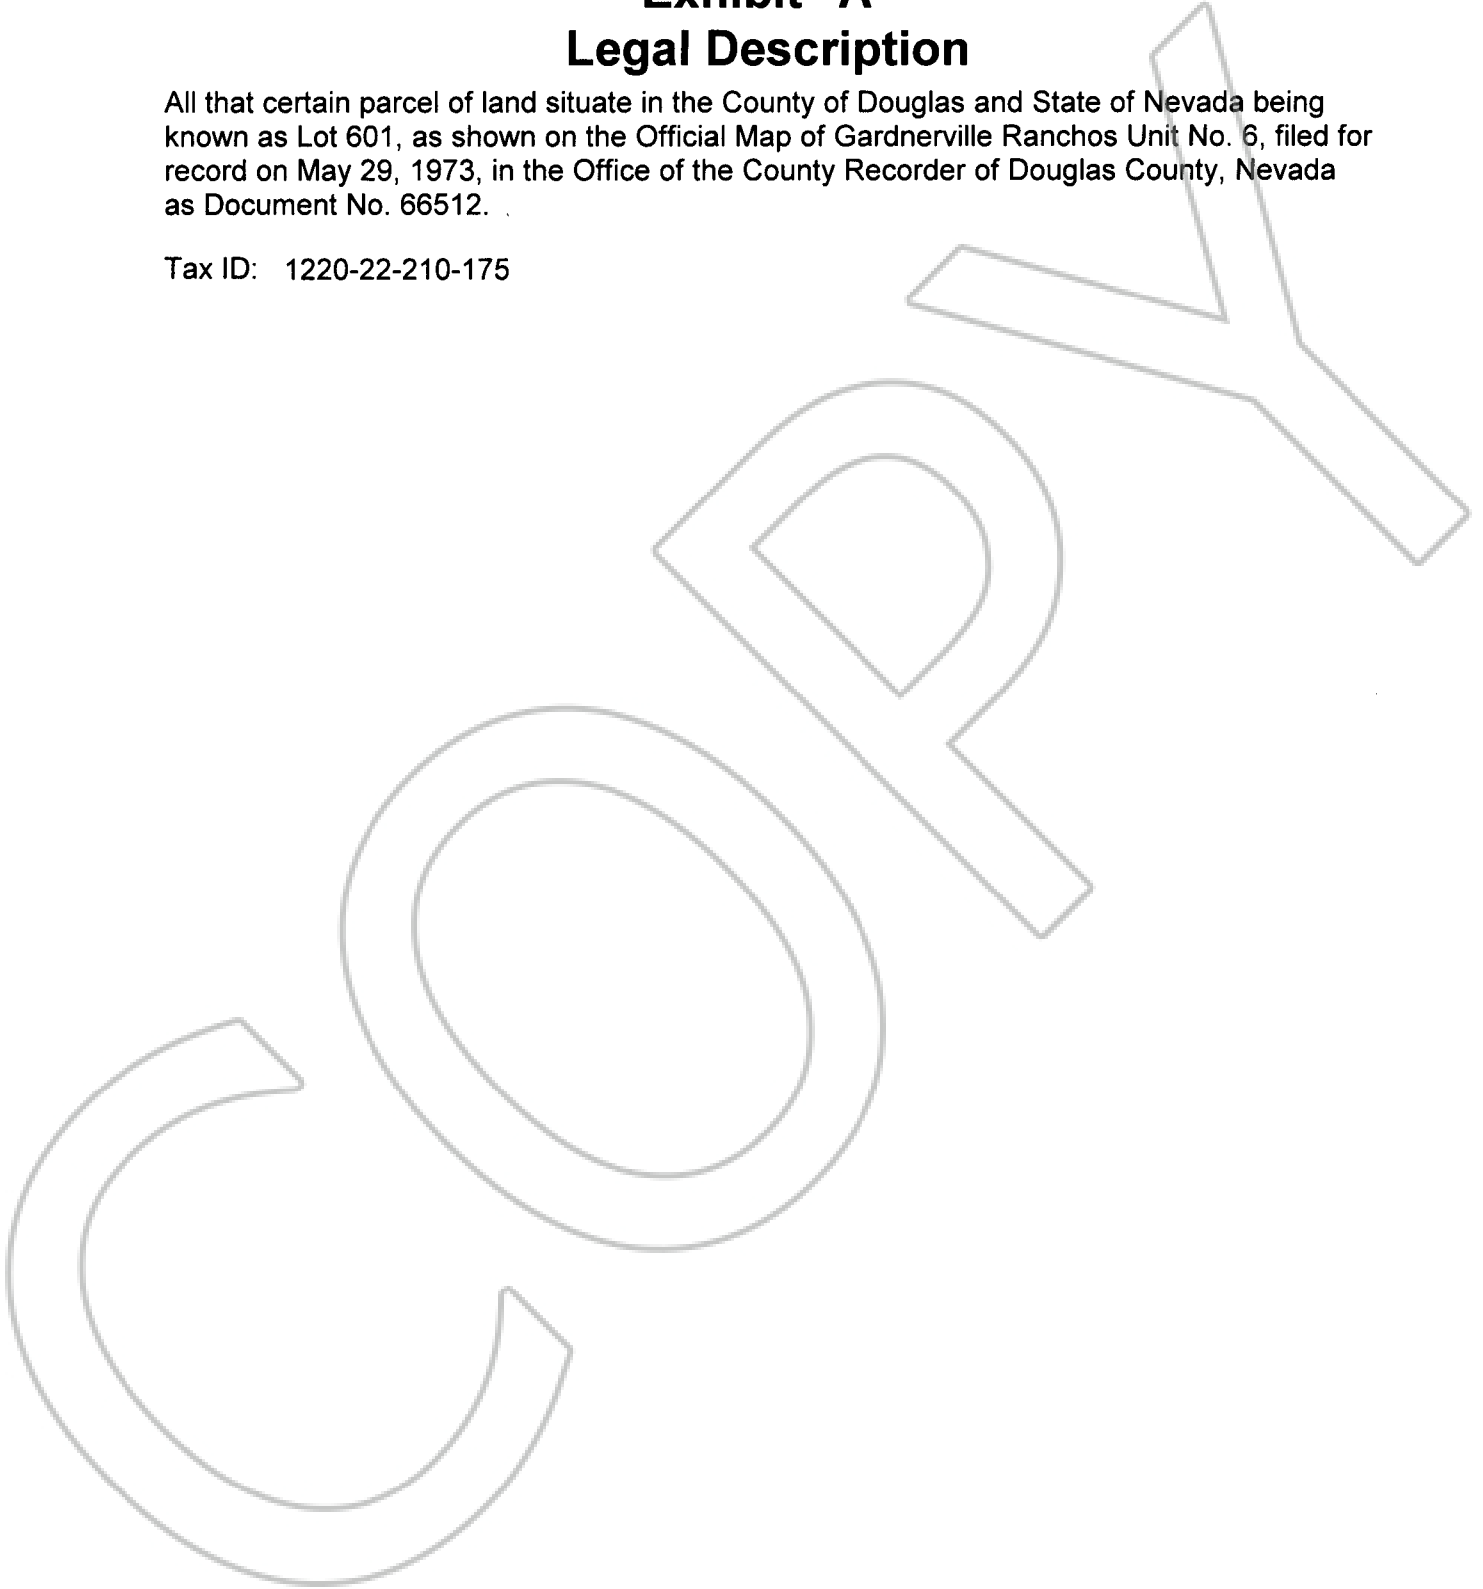 Exhibit "A"
Legal Description
All that certain parcel of land situate in the County of Douglas and State of Nevada being
known as Lot 601, as shown on the Official Map of Gardnerville Ranchos Unit No. 6, filed for
record on May 29, 1973, in the Office of the County Recorder of Douglas County, Nevada
as Document No. 66512.
Tax ID: 1220-22-210-175
COPY